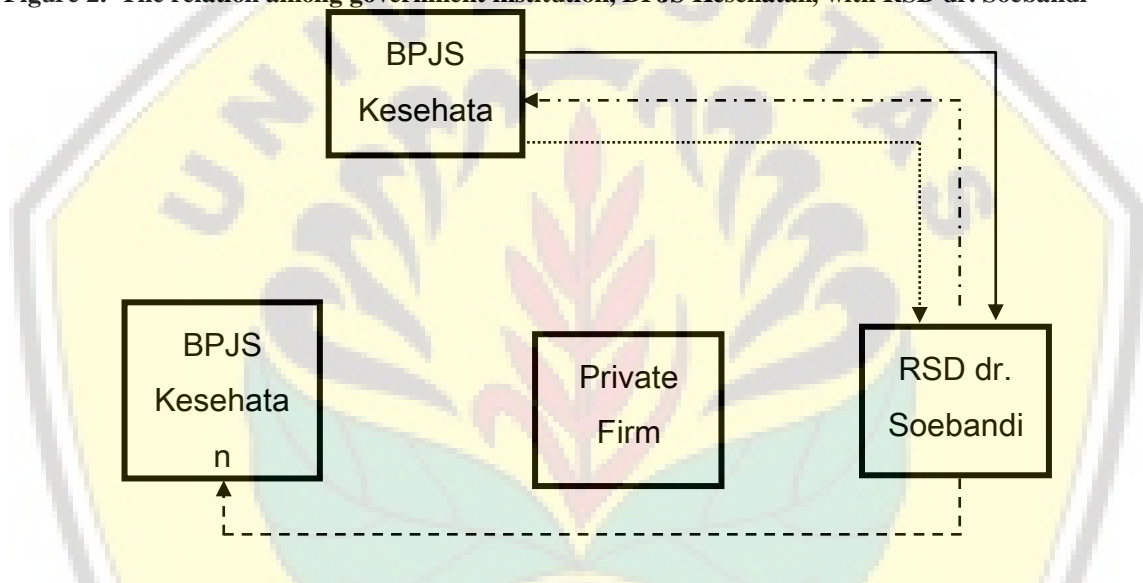 Figure 2. The relation among government institution, BPJS Kesehatan, with RSD dr. Soebandi
BPJS
Kesehata
BPJS
Kesehata
n
Private
Firm
RSD dr.
Soebandi
UNIVERSITAS